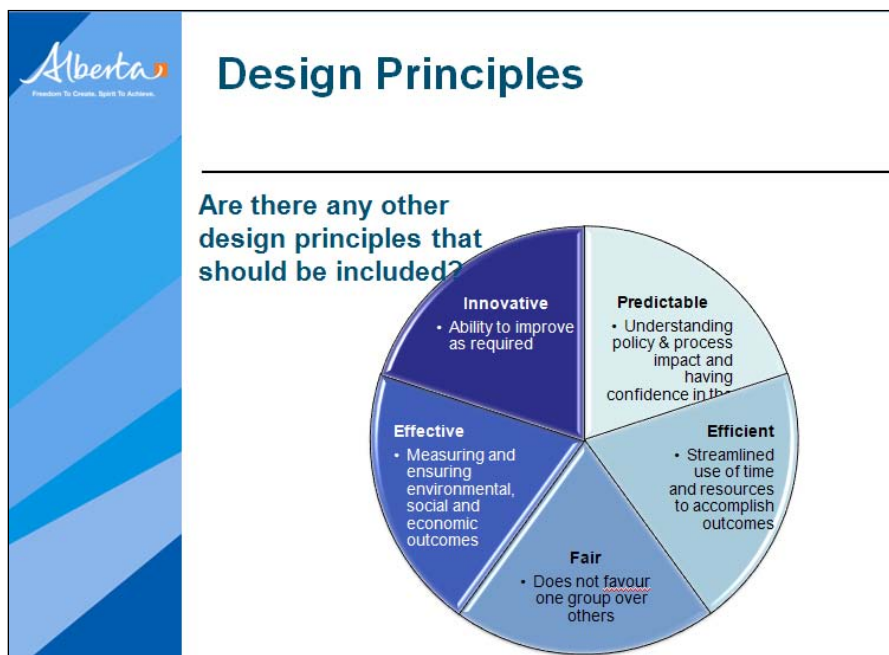 Alberta
Freedom To Create. Spirit To Achieve.
Design Principles
Are there any other
design principles that
should be included?
Innovative
• Ability to improve
as required
Predictable
• Understanding
policy & process
impact and
having
confidence in the
Effective
• Measuring and
ensuring
environmental,
social and
economic
outcomes
Efficient
• Streamlined
use of time
and resources
to accomplish
outcomes
Fair
• Does not favour
one group over
others